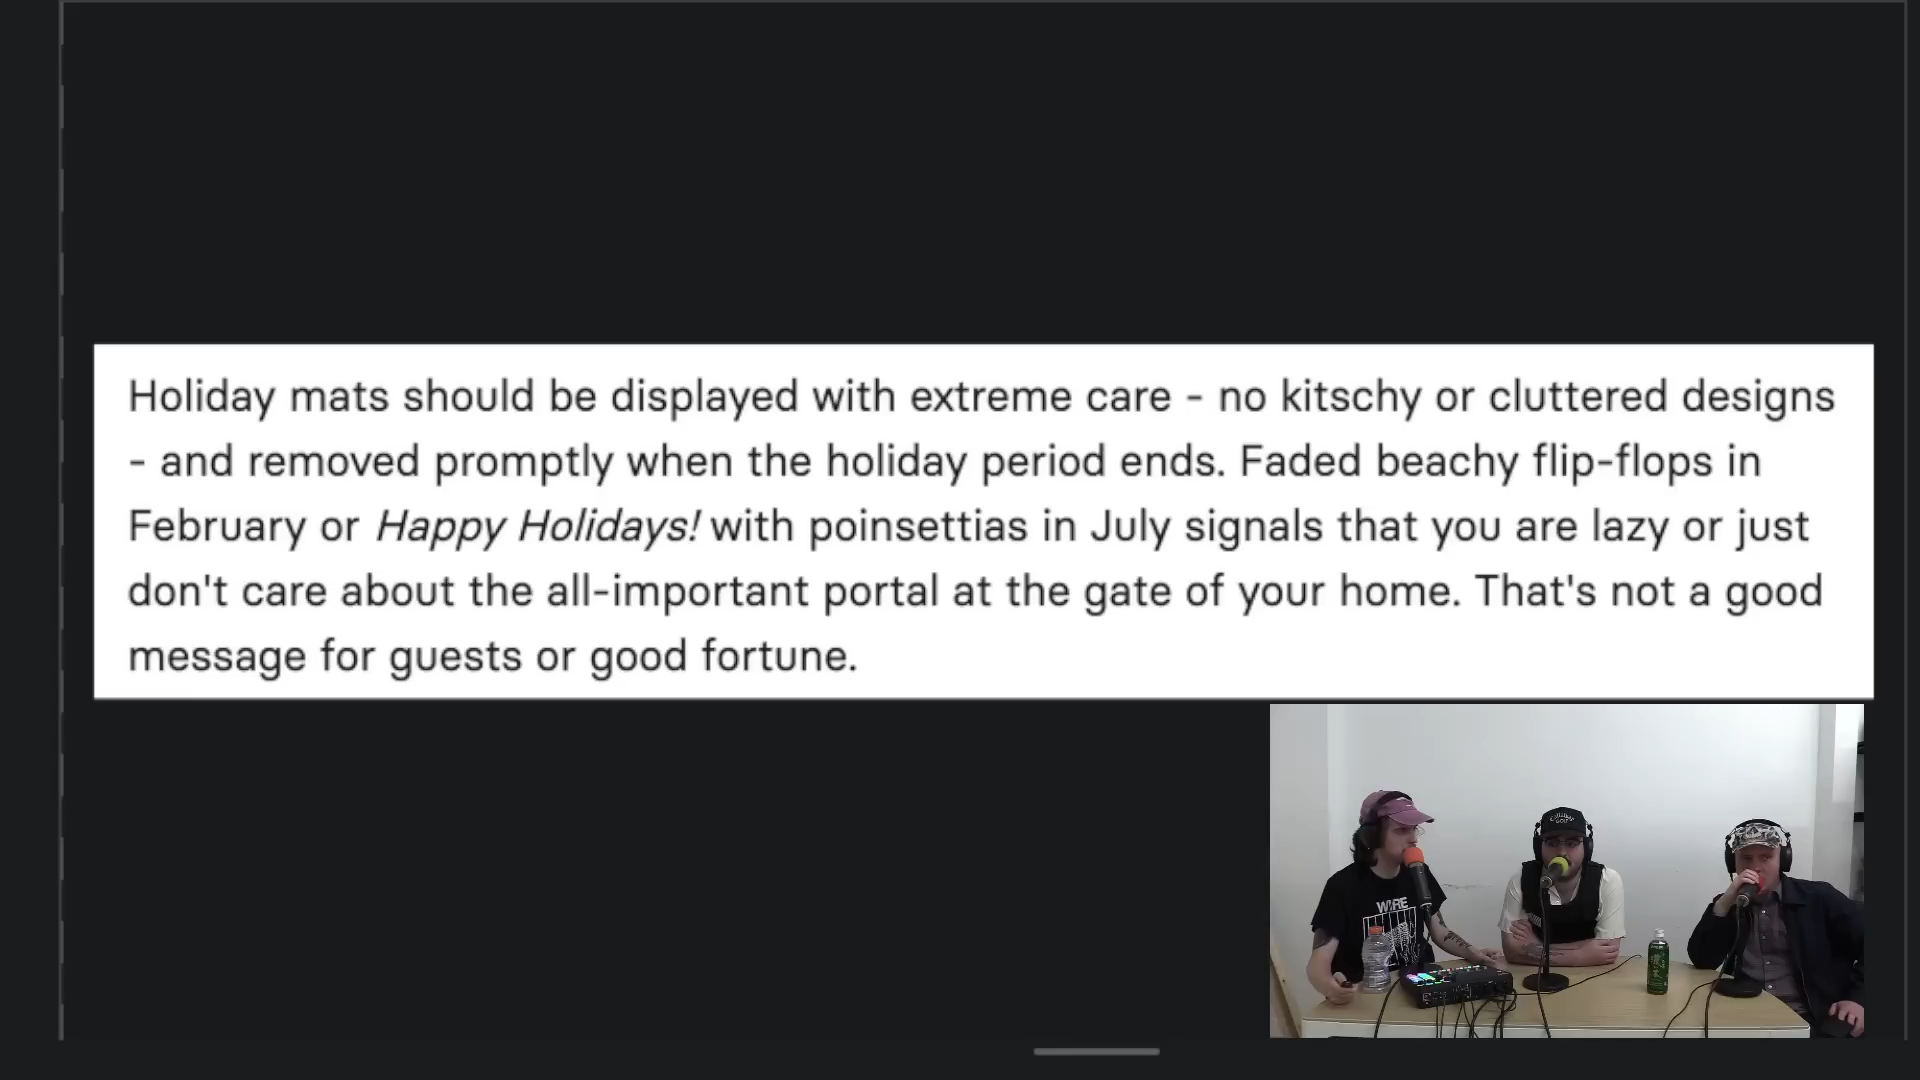 Holiday mats should be displayed with extreme care - no kitschy or cluttered designs
- and removed promptly when the holiday period ends. Faded beachy flip-flops in
February or Happy Holidays! with poinsettias in July signals that you are lazy or just
don't care about the all-important portal at the gate of your home. That's not a good
message for guests or good fortune.
WIRE